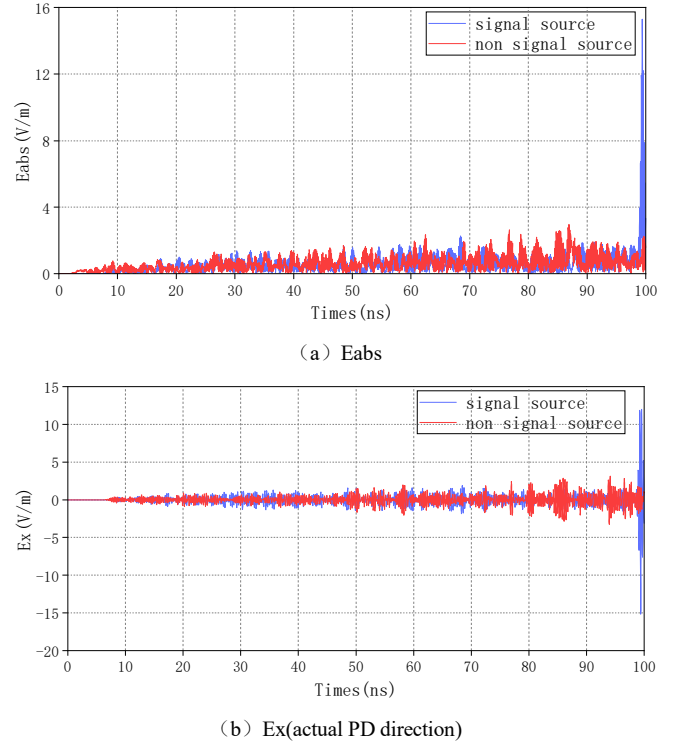 16
12
8
4
0
Eabs(V/m)
signal source
non signal source
0 10 20 30 40 50 60 70 80 90 100
Times(ns)
（a）Eabs
15
10
5
0
-5
-10
-15
-20
Ex(V/m)
signal source
non signal source
0 10 20 30 40 50 60 70 80 90 100
Times(ns)
（b）Ex(actual PD direction)